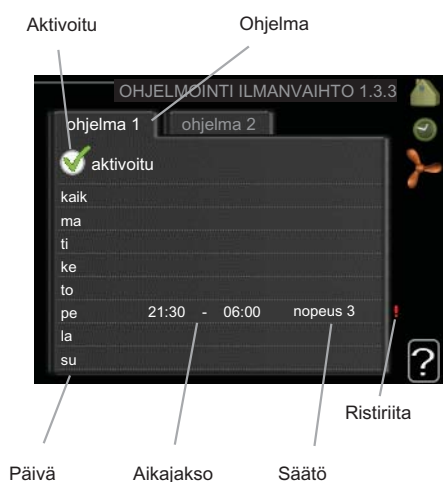 Aktivoitu Ohjelma
OHJELMOINTI ILMANVAIHTO 1.3.3
ohjelma 1 ohjelma 2
aktivoitu
kaik
ma
ti
ke
to
pe 21:30 - 06:00 nopeus 3 !
la
su
?
Ristiriita
Päivä Aikajakso Säätö